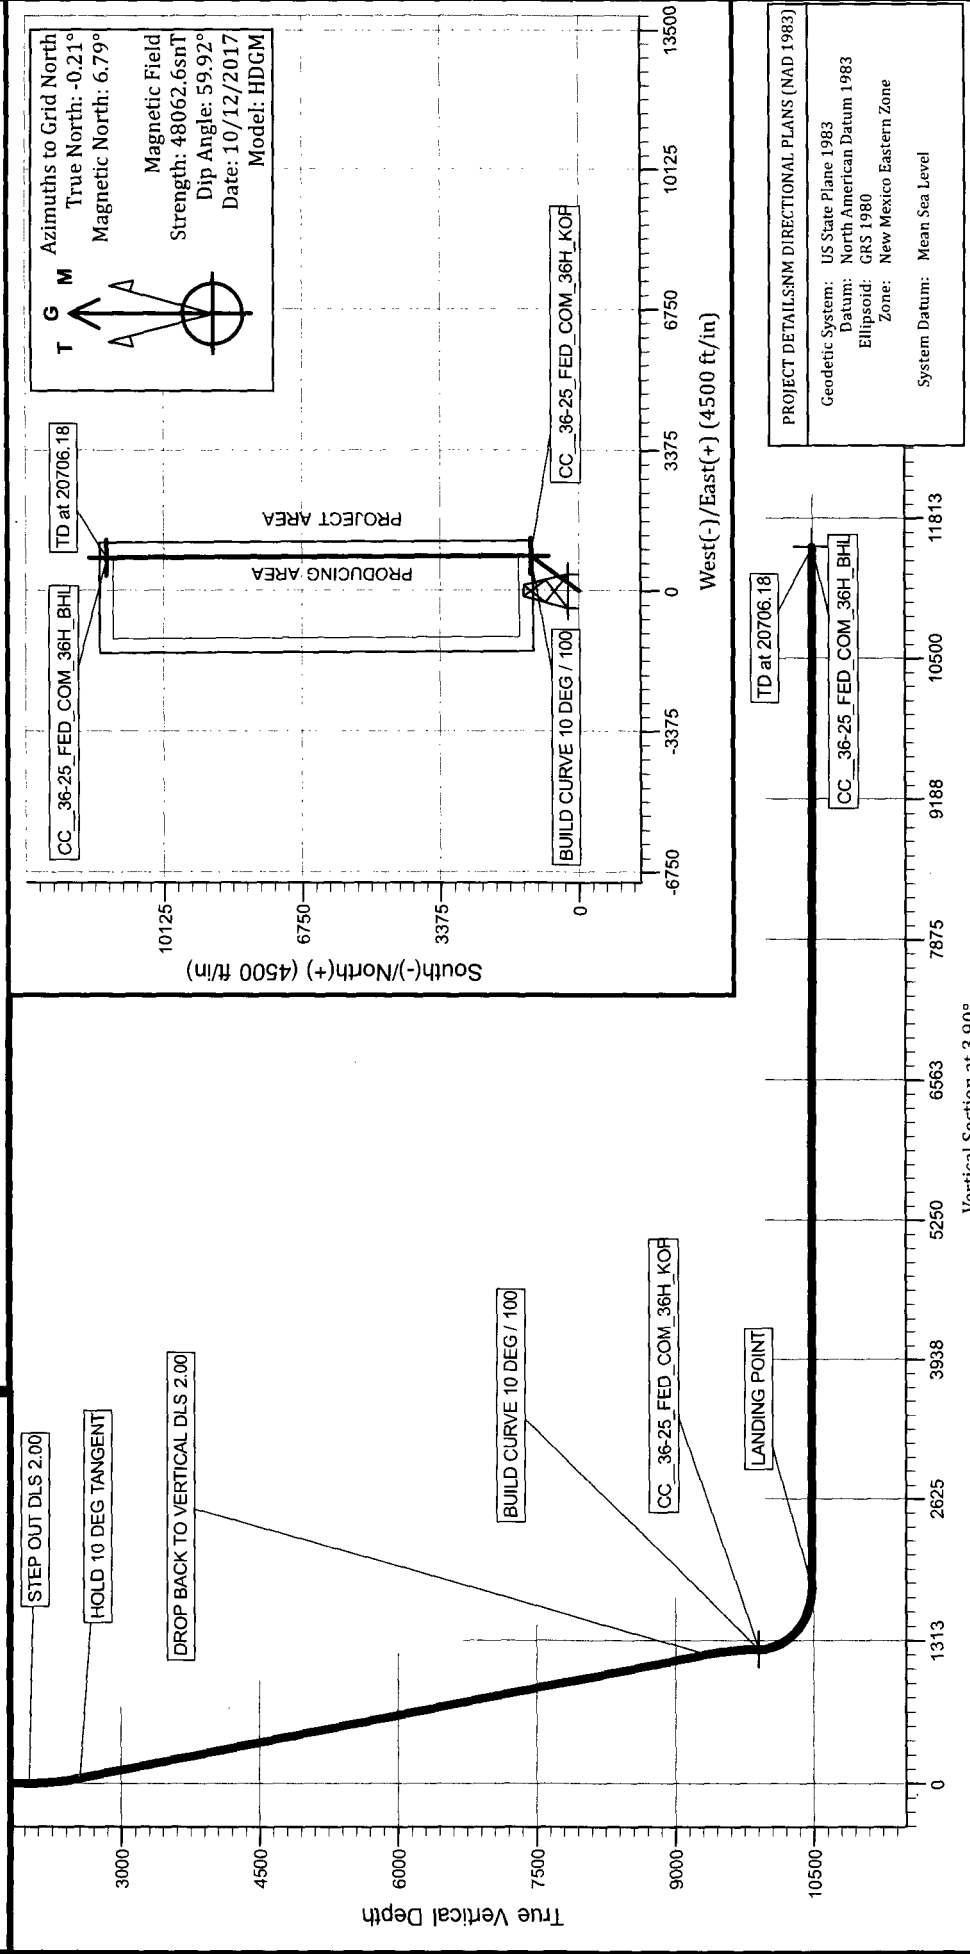 T G M
Azimuths to Grid North
True North: -0.21°
Magnetic North: 6.79°
Magnetic Field
Strength: 48062.6snT
Dip Angle: 59.92°
Date: 10/12/2017
Model: HDGM
CC_36-25_FED_COM_36H_BHL
TD at 20706.18
PROJECT AREA
PRODUCING AREA
BUILD CURVE 10 DEG / 100
CC_36-25_FED_COM_36H_KOP
South(-)/North(+) (4500 ft/in)
10125
6750
3375
0
-6750
-3375
0
3375
6750
10125
13500
West(-)/East(+) (4500 ft/in)
STEP OUT DLS 2.00
HOLD 10 DEG TANGENT
DROP BACK TO VERTICAL DLS 2.00
BUILD CURVE 10 DEG / 100
CC_36-25_FED_COM_36H_KOP
LANDING POINT
TD at 20706.18
CC_36-25_FED_COM_36H_BHL
True Vertical Depth
3000
4500
6000
7500
9000
10500
0
1313
2625
3938
5250
6563
7875
9188
10500
11813
Vertical Section at 3.90°
PROJECT DETAILS:NM DIRECTIONAL PLANS (NAD 1983)
Geodetic System: US State Plane 1983
Datum: North American Datum 1983
Ellipsoid: GRS 1980
Zone: New Mexico Eastern Zone
System Datum: Mean Sea Level